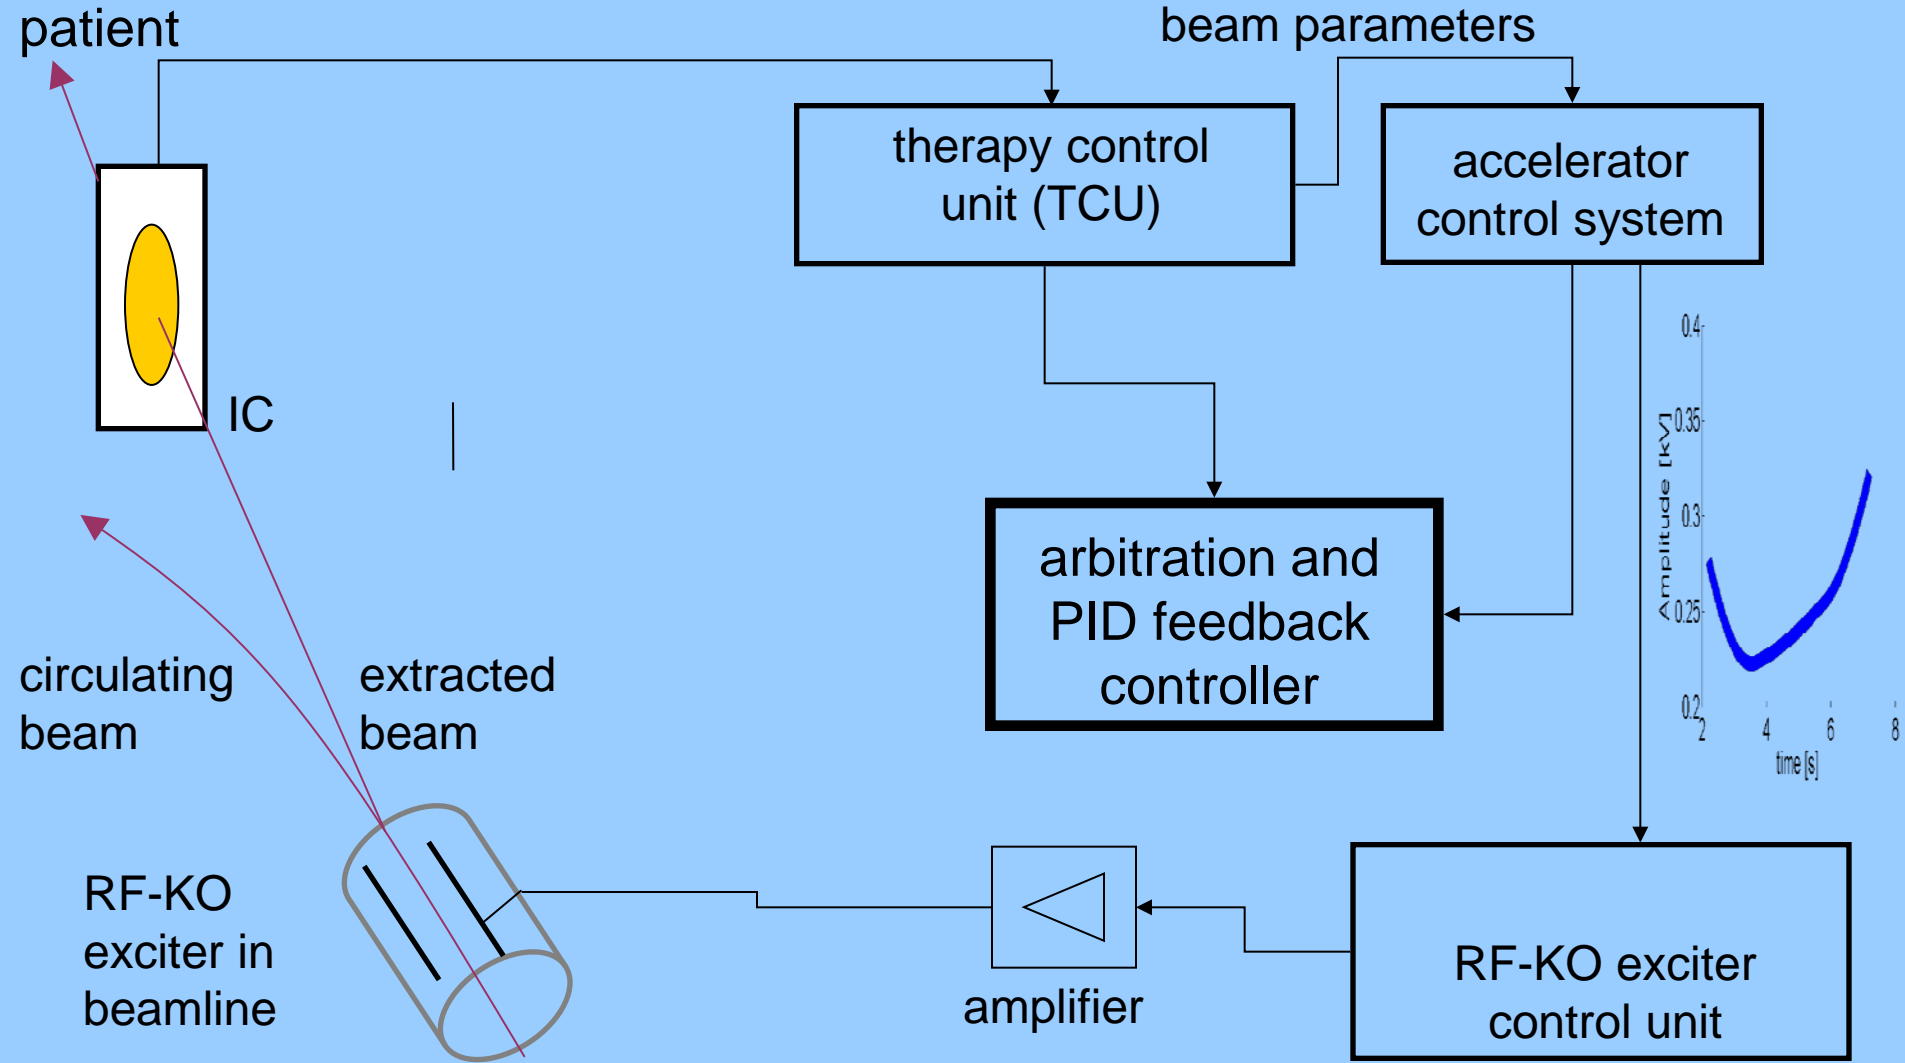 patient
beam parameters
therapy control
unit (TCU)
accelerator
control system
IC
arbitration and
PID feedback
controller
0.4
0.35
0.3
0.25
0.2
Amplitude [kV]
2
4
6
8
time [s]
circulating
beam
extracted
beam
RF-KO
exciter in
beamline
amplifier
RF-KO exciter
control unit